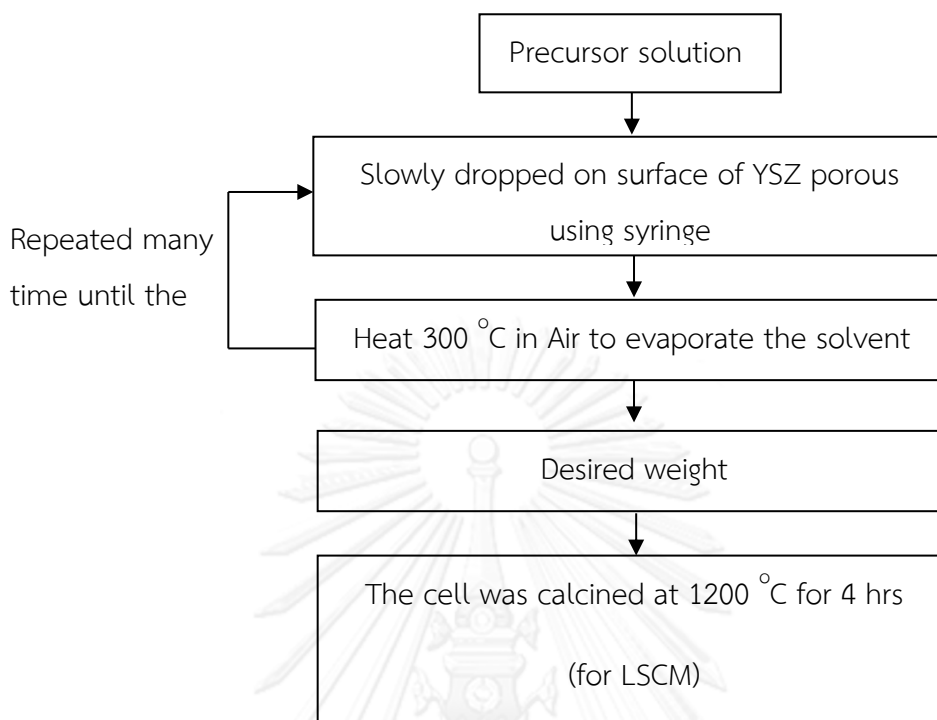 Precursor solution
Slowly dropped on surface of YSZ porous
using syringe
Repeated many
time until the
Heat 300 °C in Air to evaporate the solvent
Desired weight
The cell was calcined at 1200 °C for 4 hrs
(for LSCM)